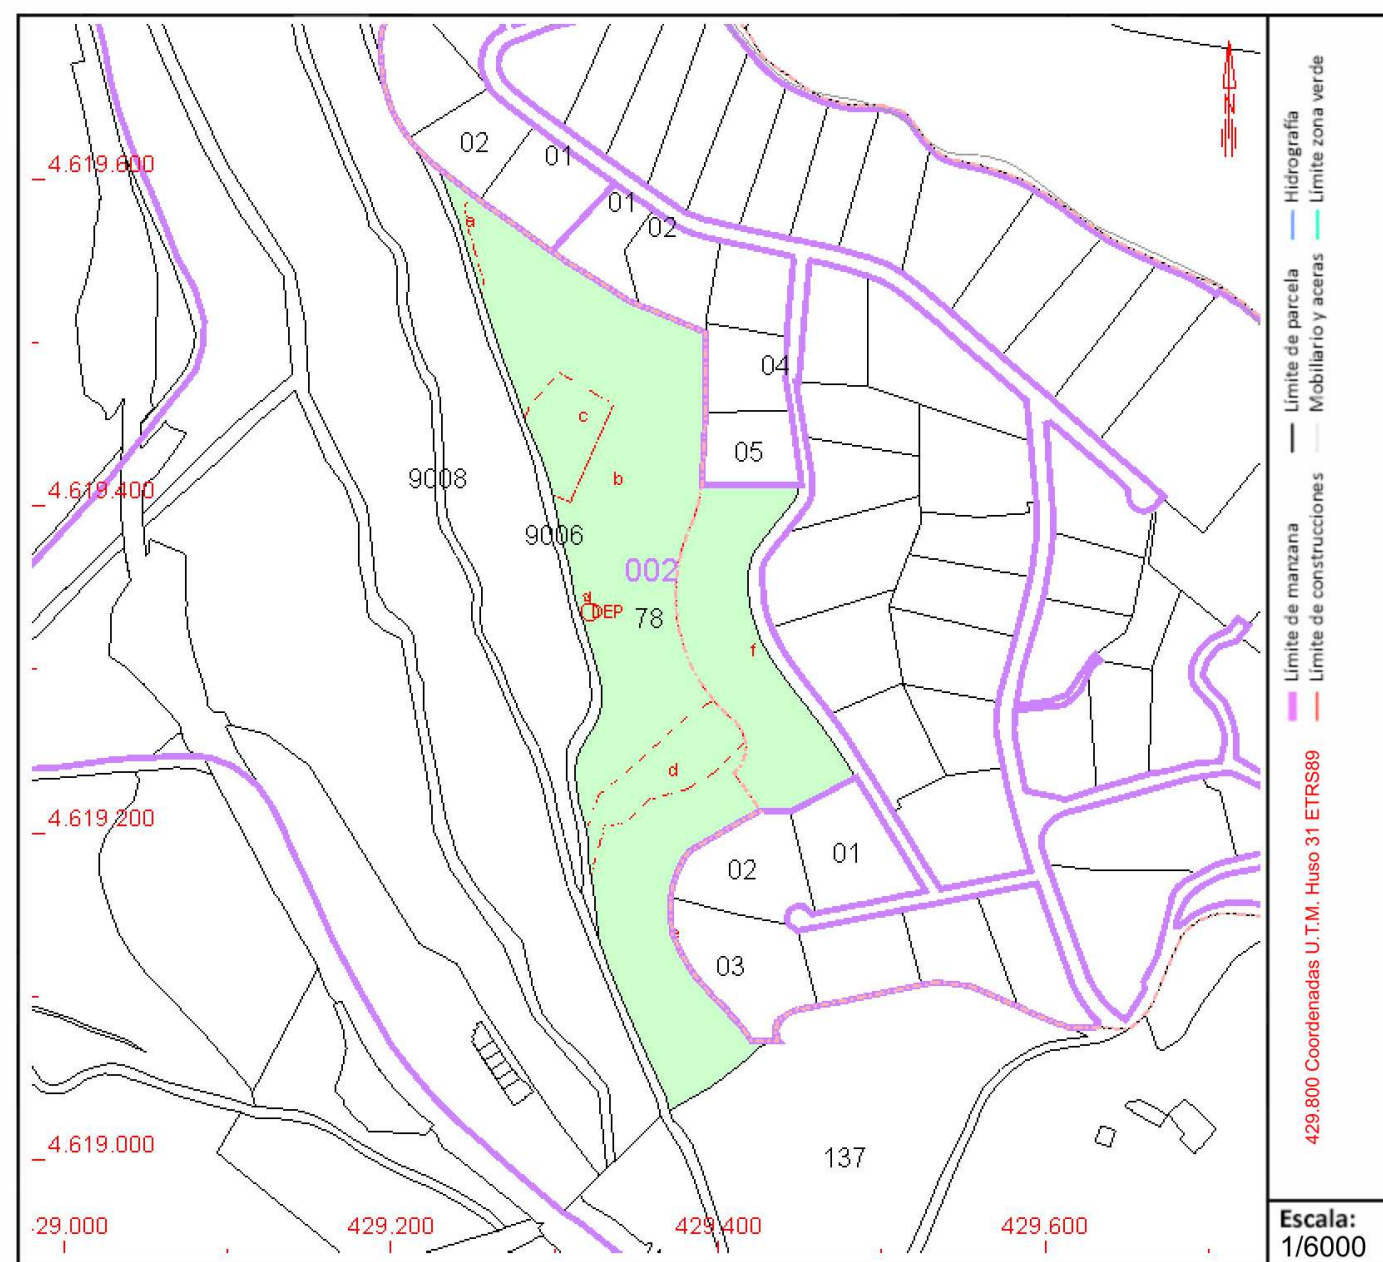 02
01
4.619.600
01
a
02
N
04
c
05
b
9008
4.619.400
9006
002
d
DEP
78
f
d
4.619.200
01
02
e
03
4.619.000
137
29.000
429.200
429.400
429.600
429.800 Coordenadas U.T.M. Huso 31 ETRS89
Límite de manzana
Límite de parcela
Hidrografía
Límite de construcciones
Mobiliario y aceras
Límite zona verde
Escala:
1/6000